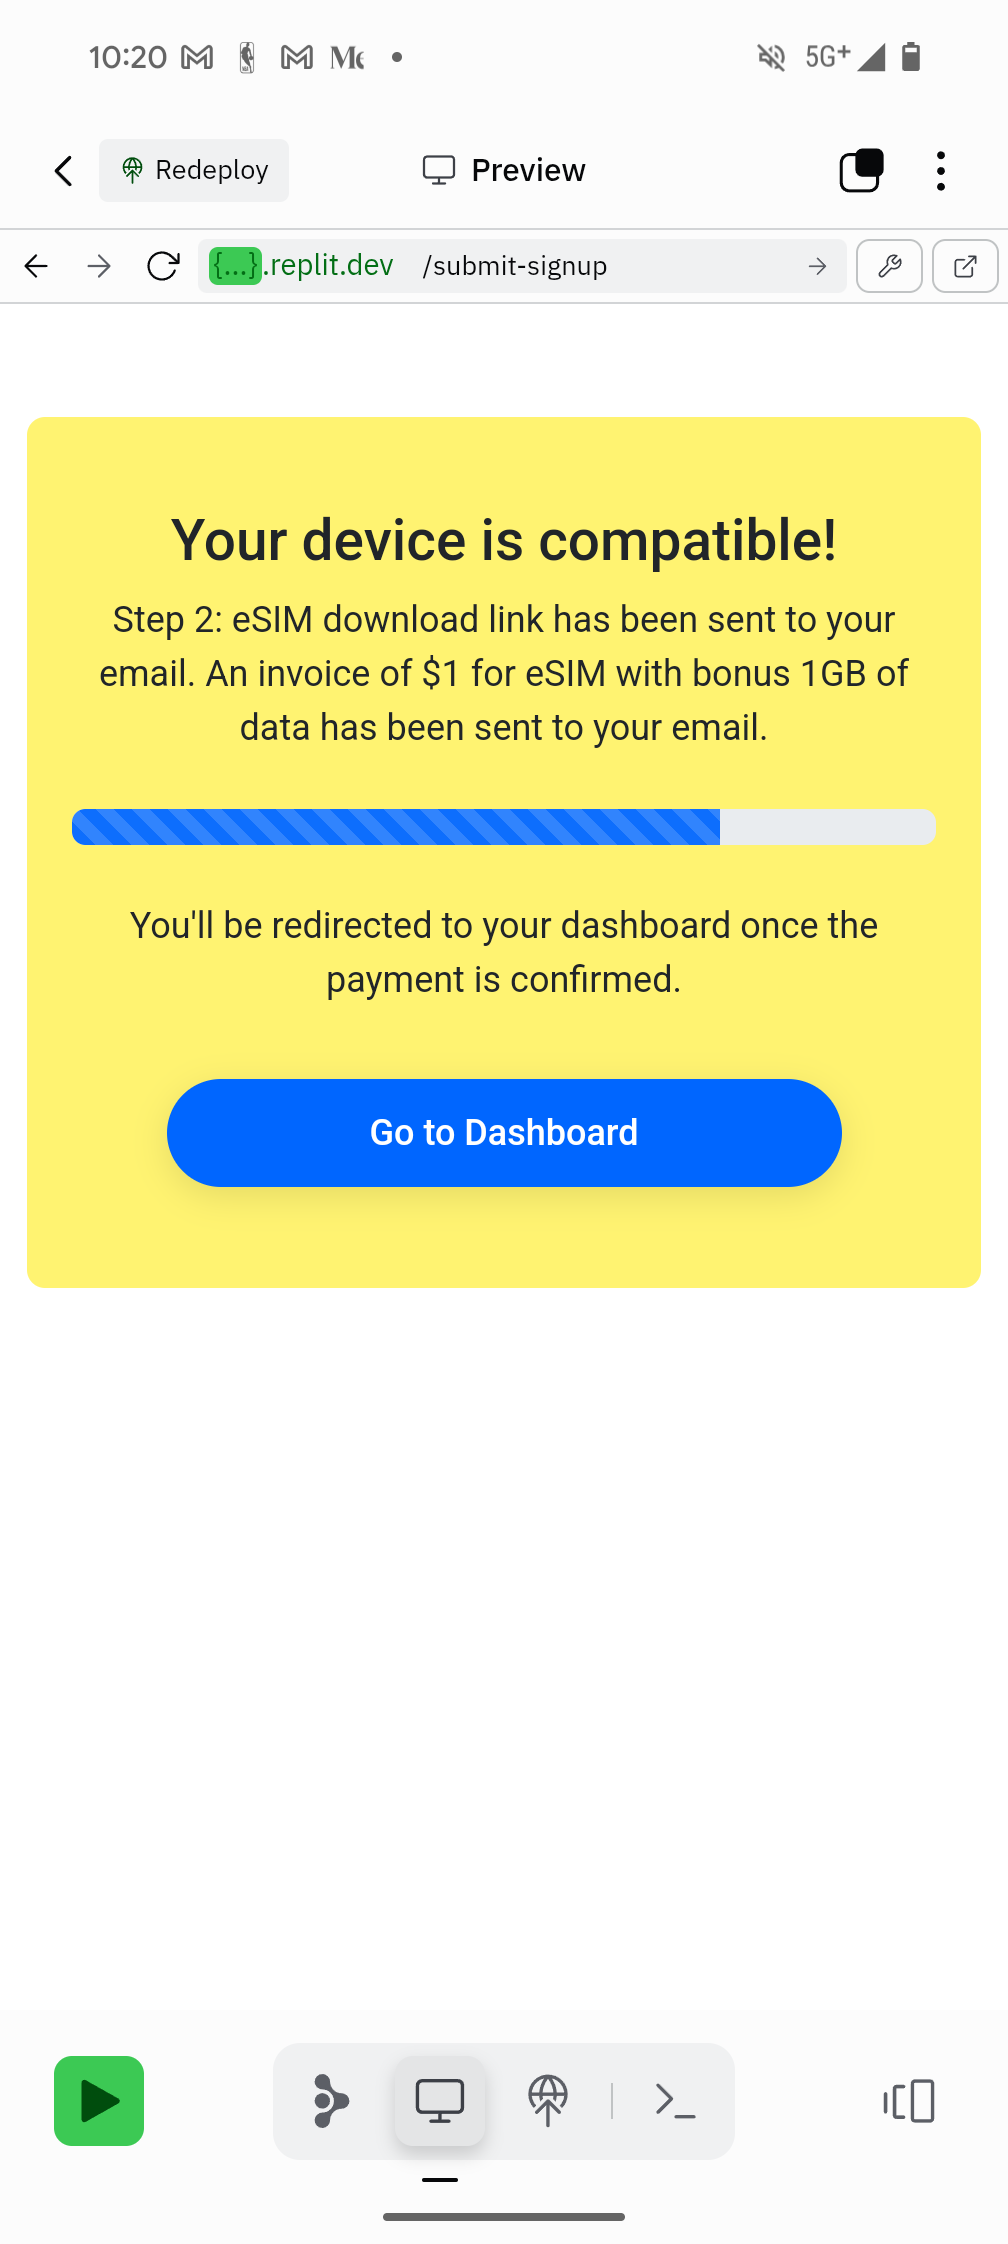 10:20
5G+
Redeploy
Preview
{...}.replit.dev /submit-signup
Your device is compatible!
Step 2: eSIM download link has been sent to your
email. An invoice of $1 for eSIM with bonus 1GB of
data has been sent to your email.
You'll be redirected to your dashboard once the
payment is confirmed.
Go to Dashboard